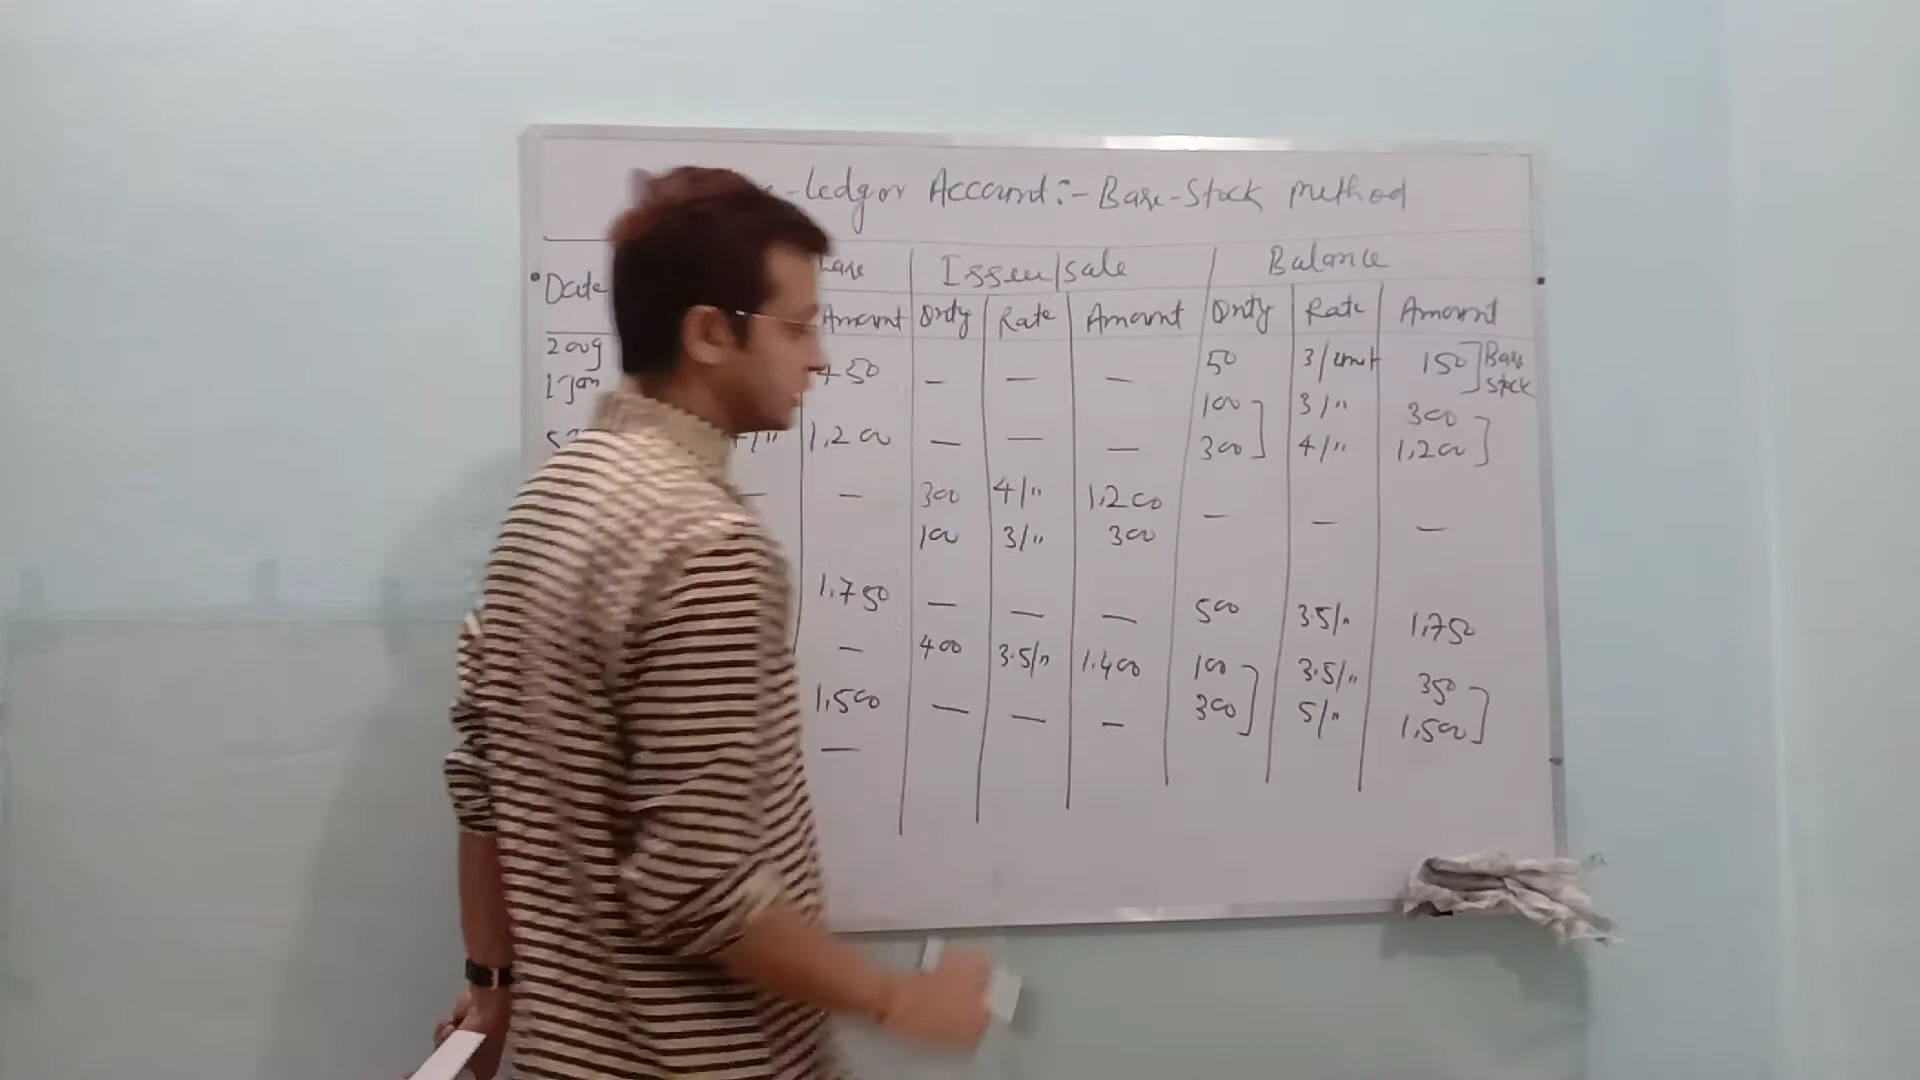 -Ledger Account:- Base-Stock method
Issue/sale Balance
Date Amount Qnty Rate Amount Qnty Rate Amount
2009 50 3/unit 150 Base
1 Jan 450 — — — Stock
100 3/" 300
1,200 — — — 300 4/" 1,200
— — 300 4/" 1,200 — — —
100 3/" 300
1,750 — — — 500 3.5/" 1,750
— 400 3.5/" 1,400 100 3.5/" 350
1,500 — — — 300 5/" 1,500
—